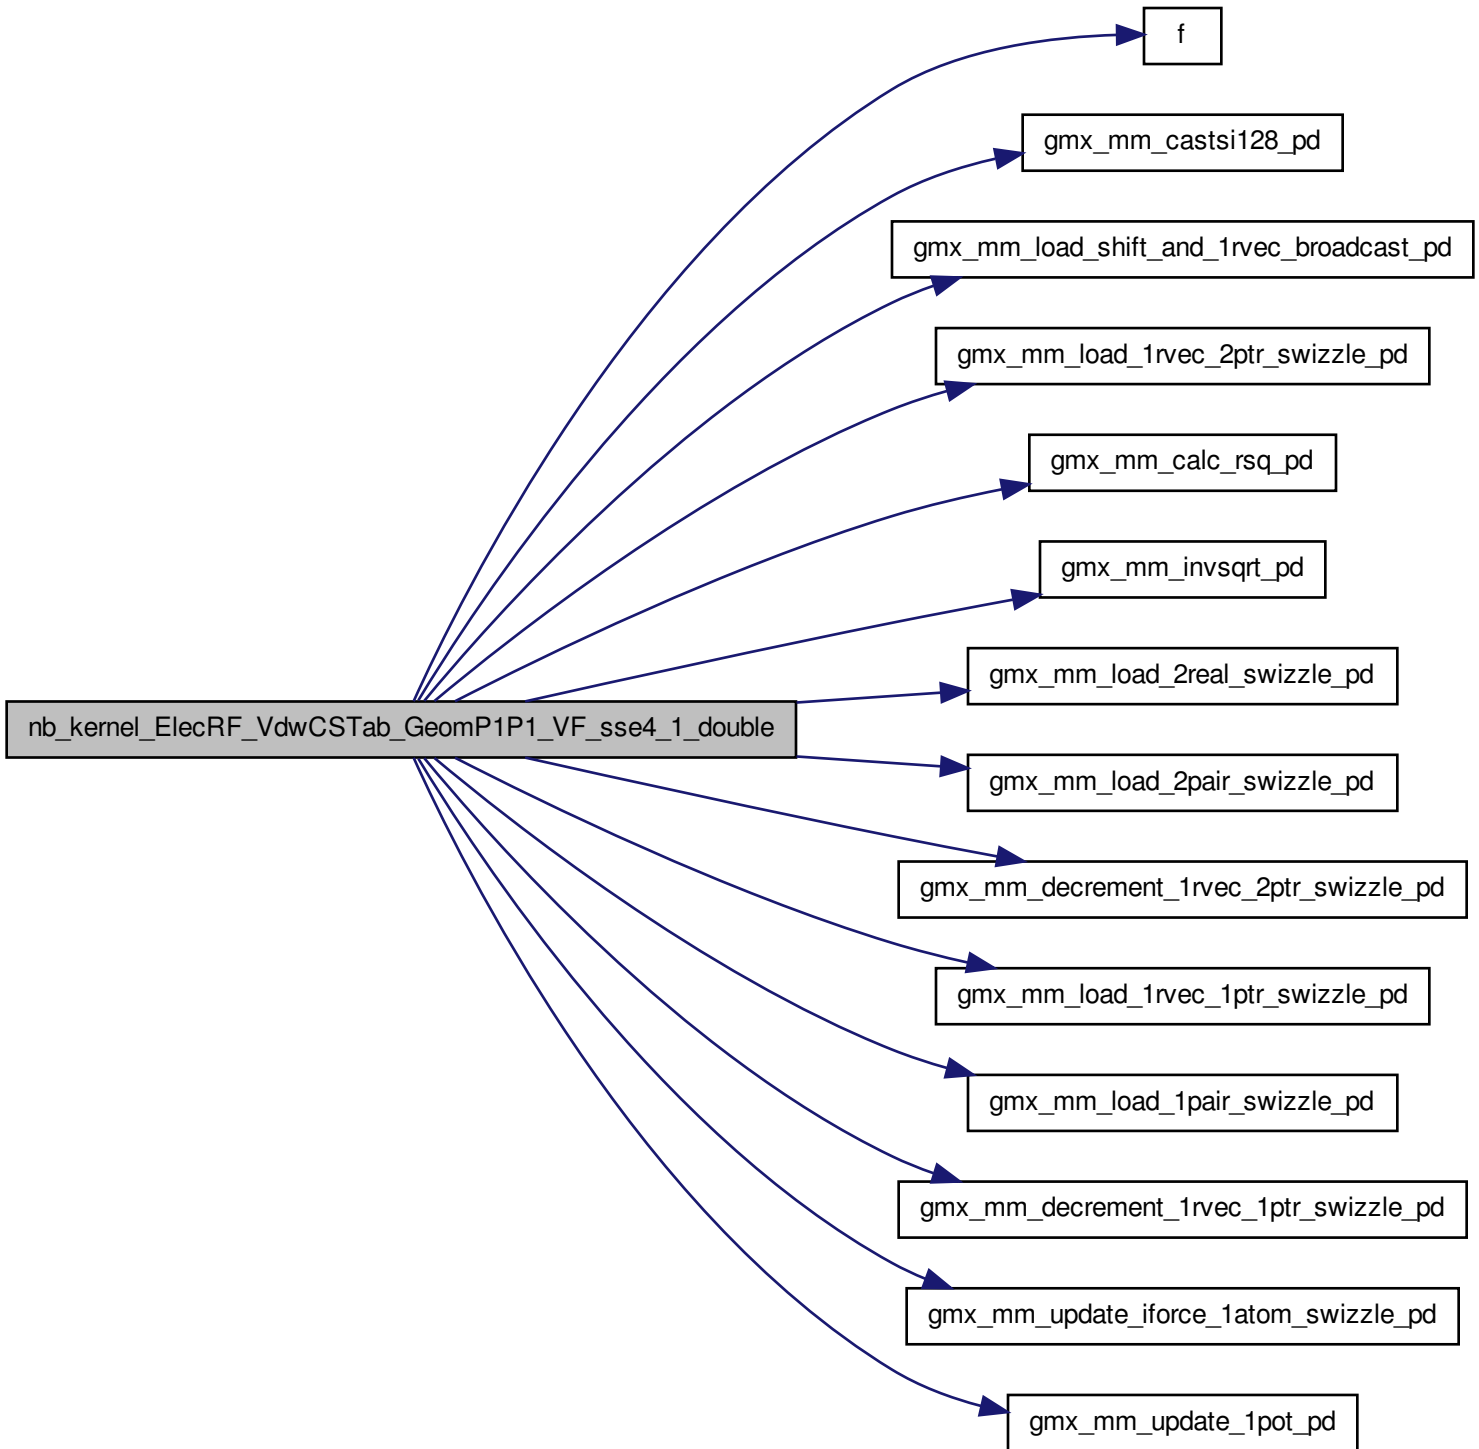 f
gmx_mm_castsi128_pd
gmx_mm_load_shift_and_1rvec_broadcast_pd
gmx_mm_load_1rvec_2ptr_swizzle_pd
gmx_mm_calc_rsq_pd
gmx_mm_invsqrt_pd
gmx_mm_load_2real_swizzle_pd
nb_kernel_ElecRF_VdwCSTab_GeomP1P1_VF_sse4_1_double
gmx_mm_load_2pair_swizzle_pd
gmx_mm_decrement_1rvec_2ptr_swizzle_pd
gmx_mm_load_1rvec_1ptr_swizzle_pd
gmx_mm_load_1pair_swizzle_pd
gmx_mm_decrement_1rvec_1ptr_swizzle_pd
gmx_mm_update_iforce_1atom_swizzle_pd
gmx_mm_update_1pot_pd